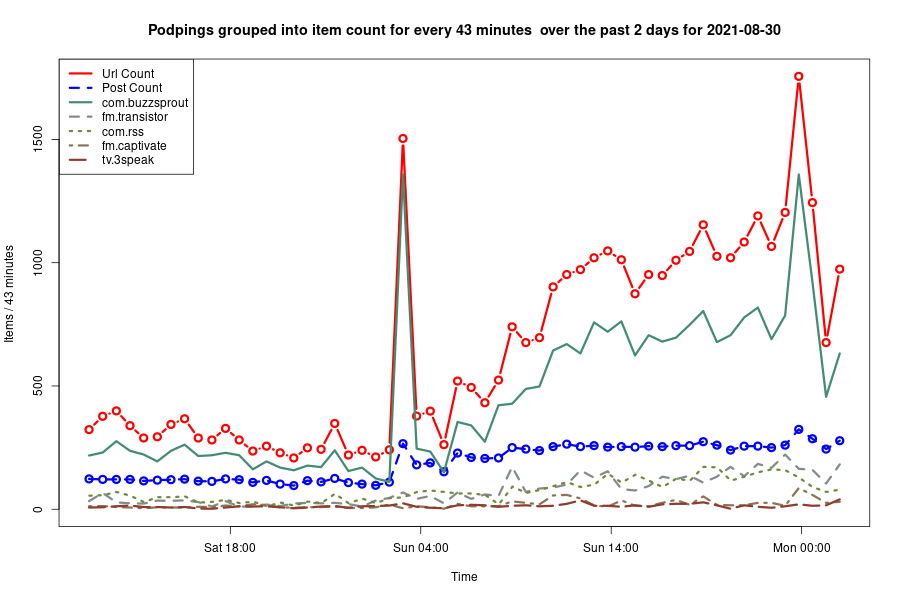 Podpings grouped into item count for every 43 minutes  over the past 2 days for 2021-08-30
Url Count
Post Count
com.buzzsprout
fm.transistor
com.rss
fm.captivate
tv.3speak
Items / 43 minutes
1500
1000
500
0
Sat 18:00
Sun 04:00
Sun 14:00
Mon 00:00
Time